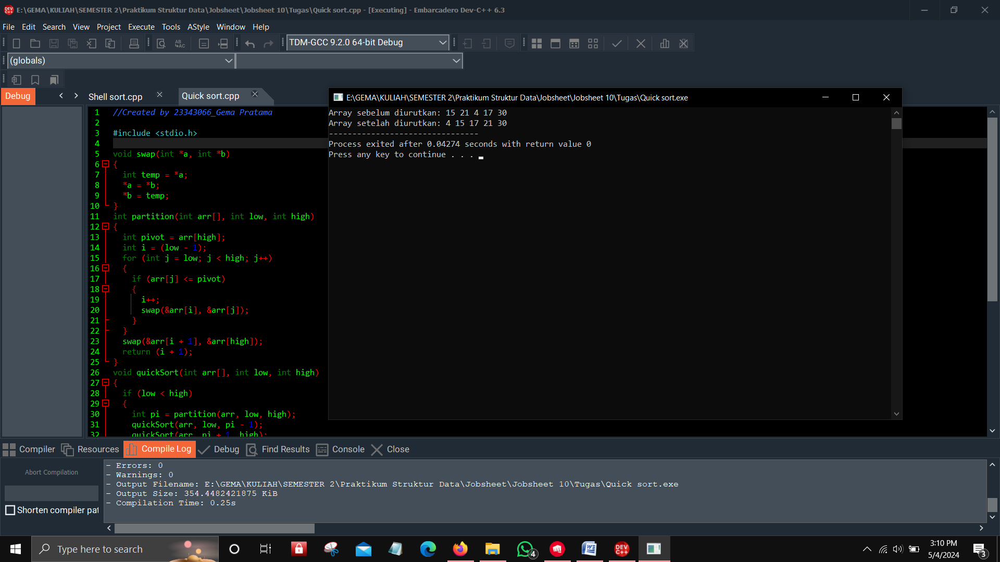 E:\GEMA\KULIAH\SEMESTER 2\Praktikum Struktur Data\Jobsheet\Jobsheet 10\Tugas\Quick sort.cpp - [Executing] - Embarcadero Dev-C++ 6.3
File Edit Search View Project Execute Tools AStyle Window Help
TDM-GCC 9.2.0 64-bit Debug
(globals)
Debug Shell sort.cpp Quick sort.cpp
1 //Created by 23343066_Gema Pratama
2
3 #include <stdio.h>
4
5 void swap(int *a, int *b)
6 {
7 int temp = *a;
8 *a = *b;
9 *b = temp;
10 }
11 int partition(int arr[], int low, int high)
12 {
13 int pivot = arr[high];
14 int i = (low - 1);
15 for (int j = low; j < high; j++)
16 {
17 if (arr[j] <= pivot)
18 {
19 i++;
20 swap(&arr[i], &arr[j]);
21 }
22 }
23 swap(&arr[i + 1], &arr[high]);
24 return (i + 1);
25 }
26 void quickSort(int arr[], int low, int high)
27 {
28 if (low < high)
29 {
30 int pi = partition(arr, low, high);
31 quickSort(arr, low, pi - 1);
32 quickSort(arr, pi + 1, high);
E:\GEMA\KULIAH\SEMESTER 2\Praktikum Struktur Data\Jobsheet\Jobsheet 10\Tugas\Quick sort.exe
Array sebelum diurutkan: 15 21 4 17 30
Array setelah diurutkan: 4 15 17 21 30
--------------------------------
Process exited after 0.04274 seconds with return value 0
Press any key to continue . . .
Compiler Resources Compile Log Debug Find Results Console Close
Abort Compilation
Shorten compiler pat
- Errors: 0
- Warnings: 0
- Output Filename: E:\GEMA\KULIAH\SEMESTER 2\Praktikum Struktur Data\Jobsheet\Jobsheet 10\Tugas\Quick sort.exe
- Output Size: 354.4482421875 KiB
- Compilation Time: 0.25s
Type here to search
4
DEV C++
3:10 PM
5/4/2024
3